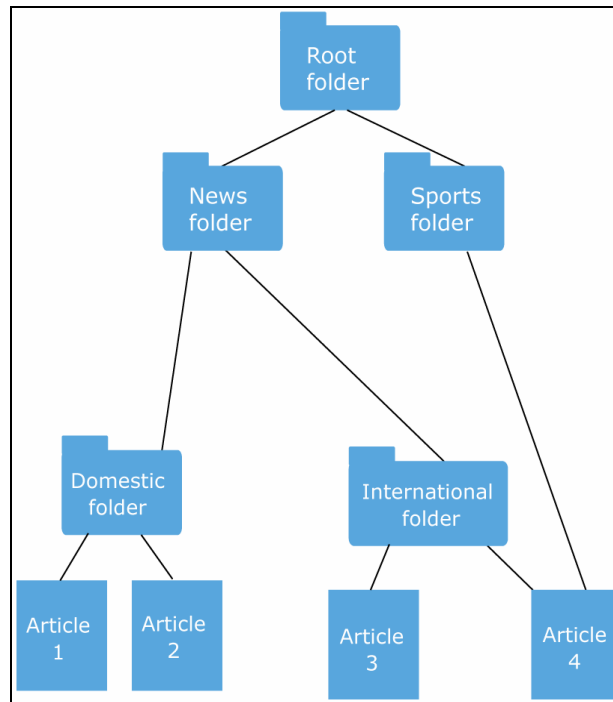 Root
folder
News
folder
Sports
folder
Domestic
folder
International
folder
Article
1
Article
2
Article
3
Article
4